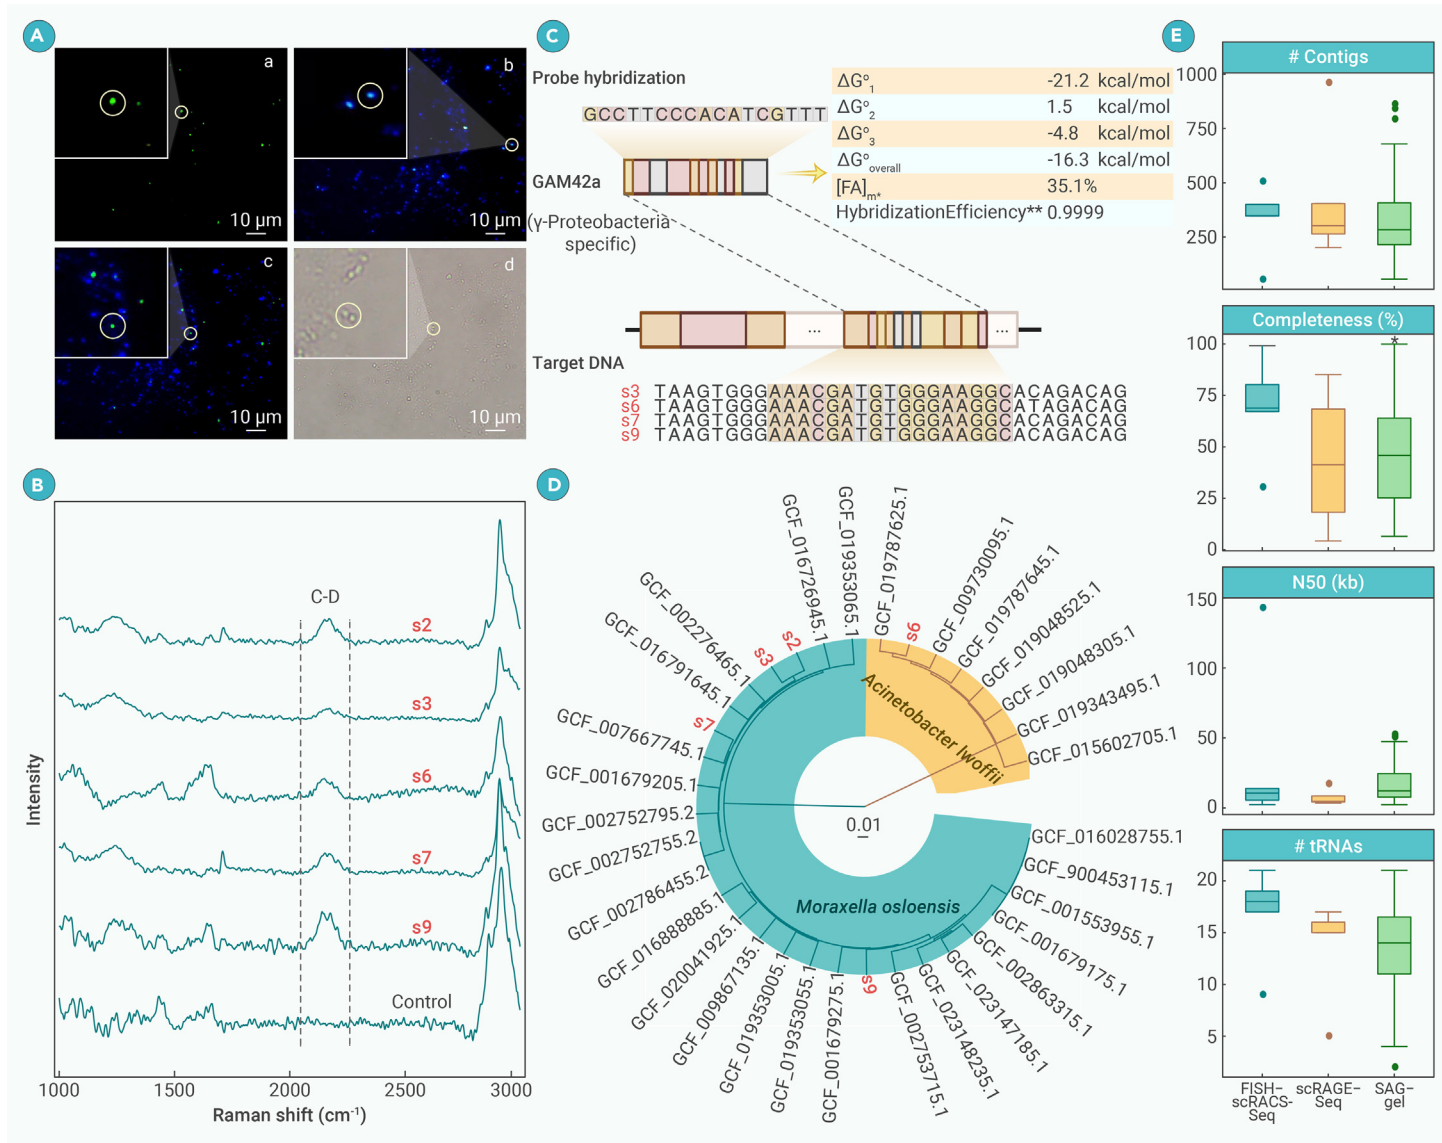 A
a
10 µm
b
10 µm
c
10 µm
d
10 µm
B
C-D
s2
s3
s6
s7
s9
Control
Intensity
1000 1500 2000 2500 3000
Raman shift (cm-1)
C
Probe hybridization
GCCTTCCCACATCGTTT
GAM42a
(γ-Proteobacteria
specific)
ΔG°1 -21.2 kcal/mol
ΔG°2 1.5 kcal/mol
ΔG°3 -4.8 kcal/mol
ΔG°overall -16.3 kcal/mol
[FA]m* 35.1%
HybridizationEfficiency** 0.9999
... ...
Target DNA
s3 TAAGTGGGAAACGATGTGGGAAGGCACAGACAG
s6 TAAGTGGGAAACGATGTGGGAAGGCATAGACAG
s7 TAAGTGGGAAACGATGTGGGAAGGCACAGACAG
s9 TAAGTGGGAAACGATGTGGGAAGGCACAGACAG
D
GCF_019787625.1
s6
GCF_009730095.1
GCF_019787645.1
GCF_019048525.1
GCF_019048305.1
GCF_019343495.1
GCF_015602705.1
GCF_016028755.1
GCF_900453115.1
GCF_001553955.1
GCF_001679175.1
GCF_002863315.1
GCF_023147185.1
GCF_023148235.1
GCF_002753715.1
s9
GCF_001679275.1
GCF_019353055.1
GCF_019353005.1
GCF_009867135.1
GCF_020041925.1
GCF_016888885.1
GCF_002786455.2
GCF_002752755.2
GCF_002752795.2
GCF_001679205.1
GCF_007667745.1
s7
GCF_016791645.1
GCF_002276465.1
s3
s2
GCF_016726945.1
GCF_019353065.1
Acinetobacter lwoffii
0.01
Moraxella osloensis
E
# Contigs
1000
750
500
250
Completeness (%)
*
100
75
50
25
0
N50 (kb)
150
100
50
0
# tRNAs
20
15
10
5
FISH-
scRACS-
Seq
scRAGE-
Seq
SAG-
gel